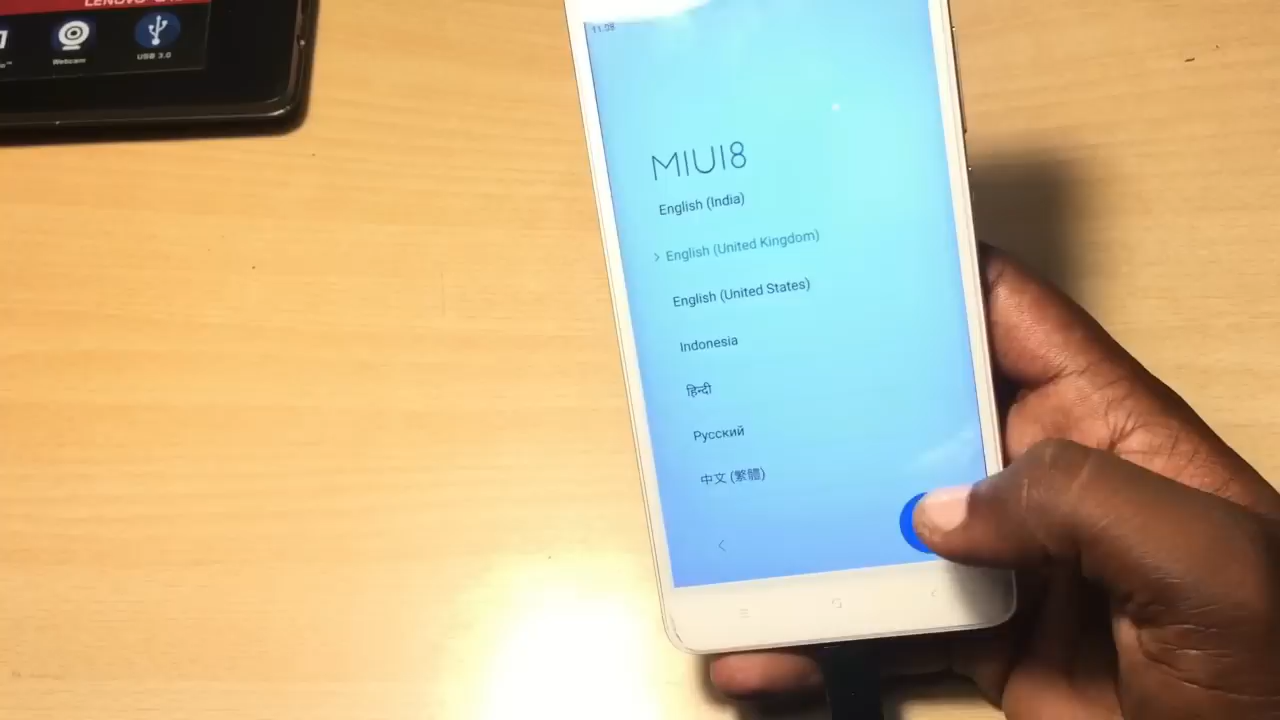 LENOVO
Webcam
USB 3.0
11.08
MIUI8
English (India)
English (United Kingdom)
English (United States)
Indonesia
हिन्दी
Русский
中文 (繁體)